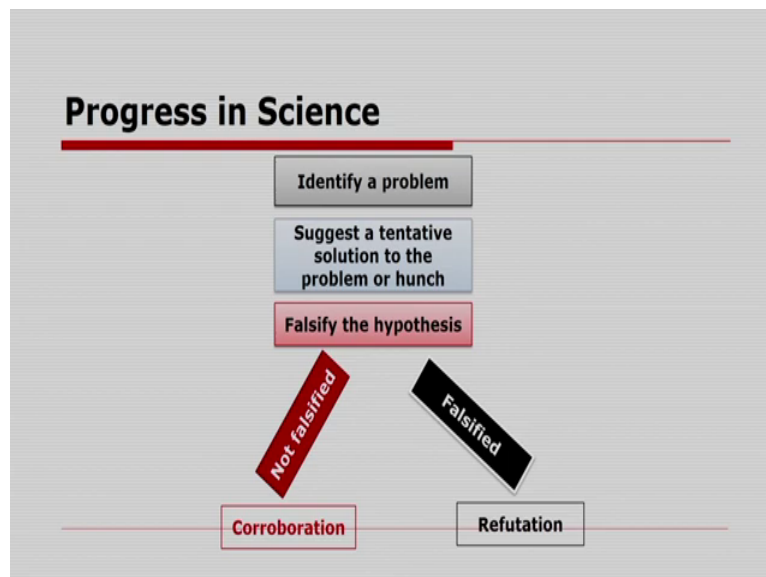 Progress in Science
Identify a problem
Suggest a tentative
solution to the
problem or hunch
Falsify the hypothesis
Not falsified
Falsified
Corroboration
Refutation